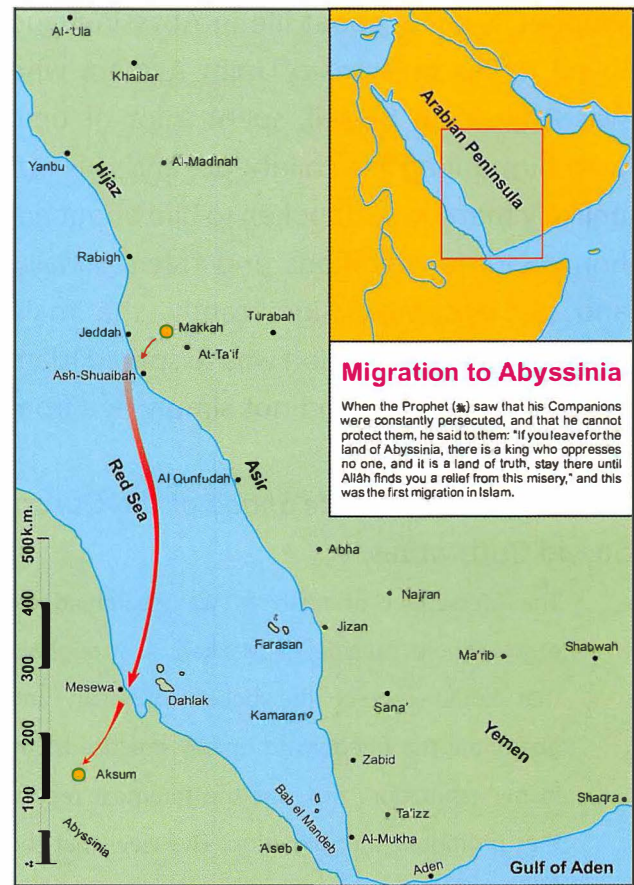 Al-'Ula
Khaibar
Yanbu
Hijaz
Al-Madinah
Rabigh
Jeddah
Makkah
Turabah
At-Ta'if
Ash-Shuaibah
Red Sea
Al Qunfudah
Asir
Abha
Najran
Jizan
Farasan
Ma'rib
Shabwah
Mesewa
Dahlak
Kamaran
Sana'
Yemen
Zabid
Aksum
Ta'izz
Shaqra
Bab el Mandeb
Abyssinia
'Aseb
Al-Mukha
Aden
Gulf of Aden
500k.m.
400
300
200
100
Arabian Peninsula
Migration to Abyssinia
When the Prophet (ﷺ) saw that his Companions
were constantly persecuted, and that he cannot
protect them, he said to them: "If you leave for the
land of Abyssinia, there is a king who oppresses
no one, and it is a land of truth, stay there until
Allâh finds you a relief from this misery," and this
was the first migration in Islam.